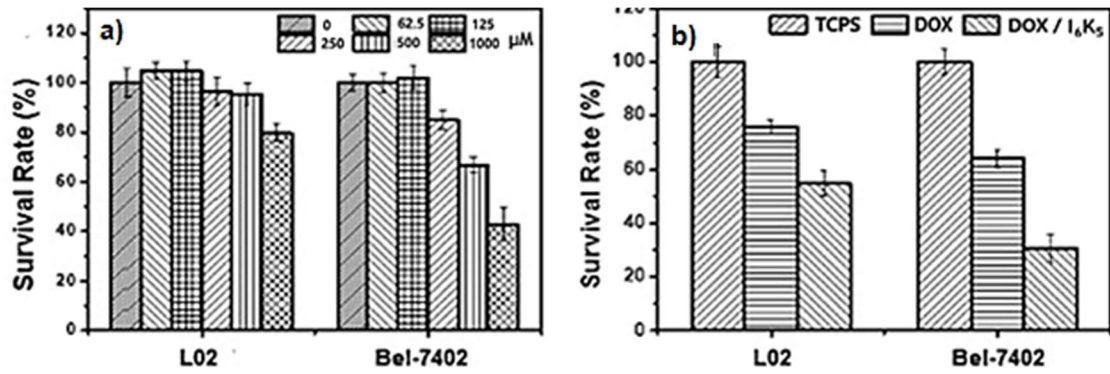 a)
0 62.5 125
250 500 1000 μM
120
100
80
60
40
20
0
Survival Rate (%)
L02 Bel-7402
b)
TCPS DOX DOX / I₆K₅
120
100
80
60
40
20
0
Survival Rate (%)
L02 Bel-7402